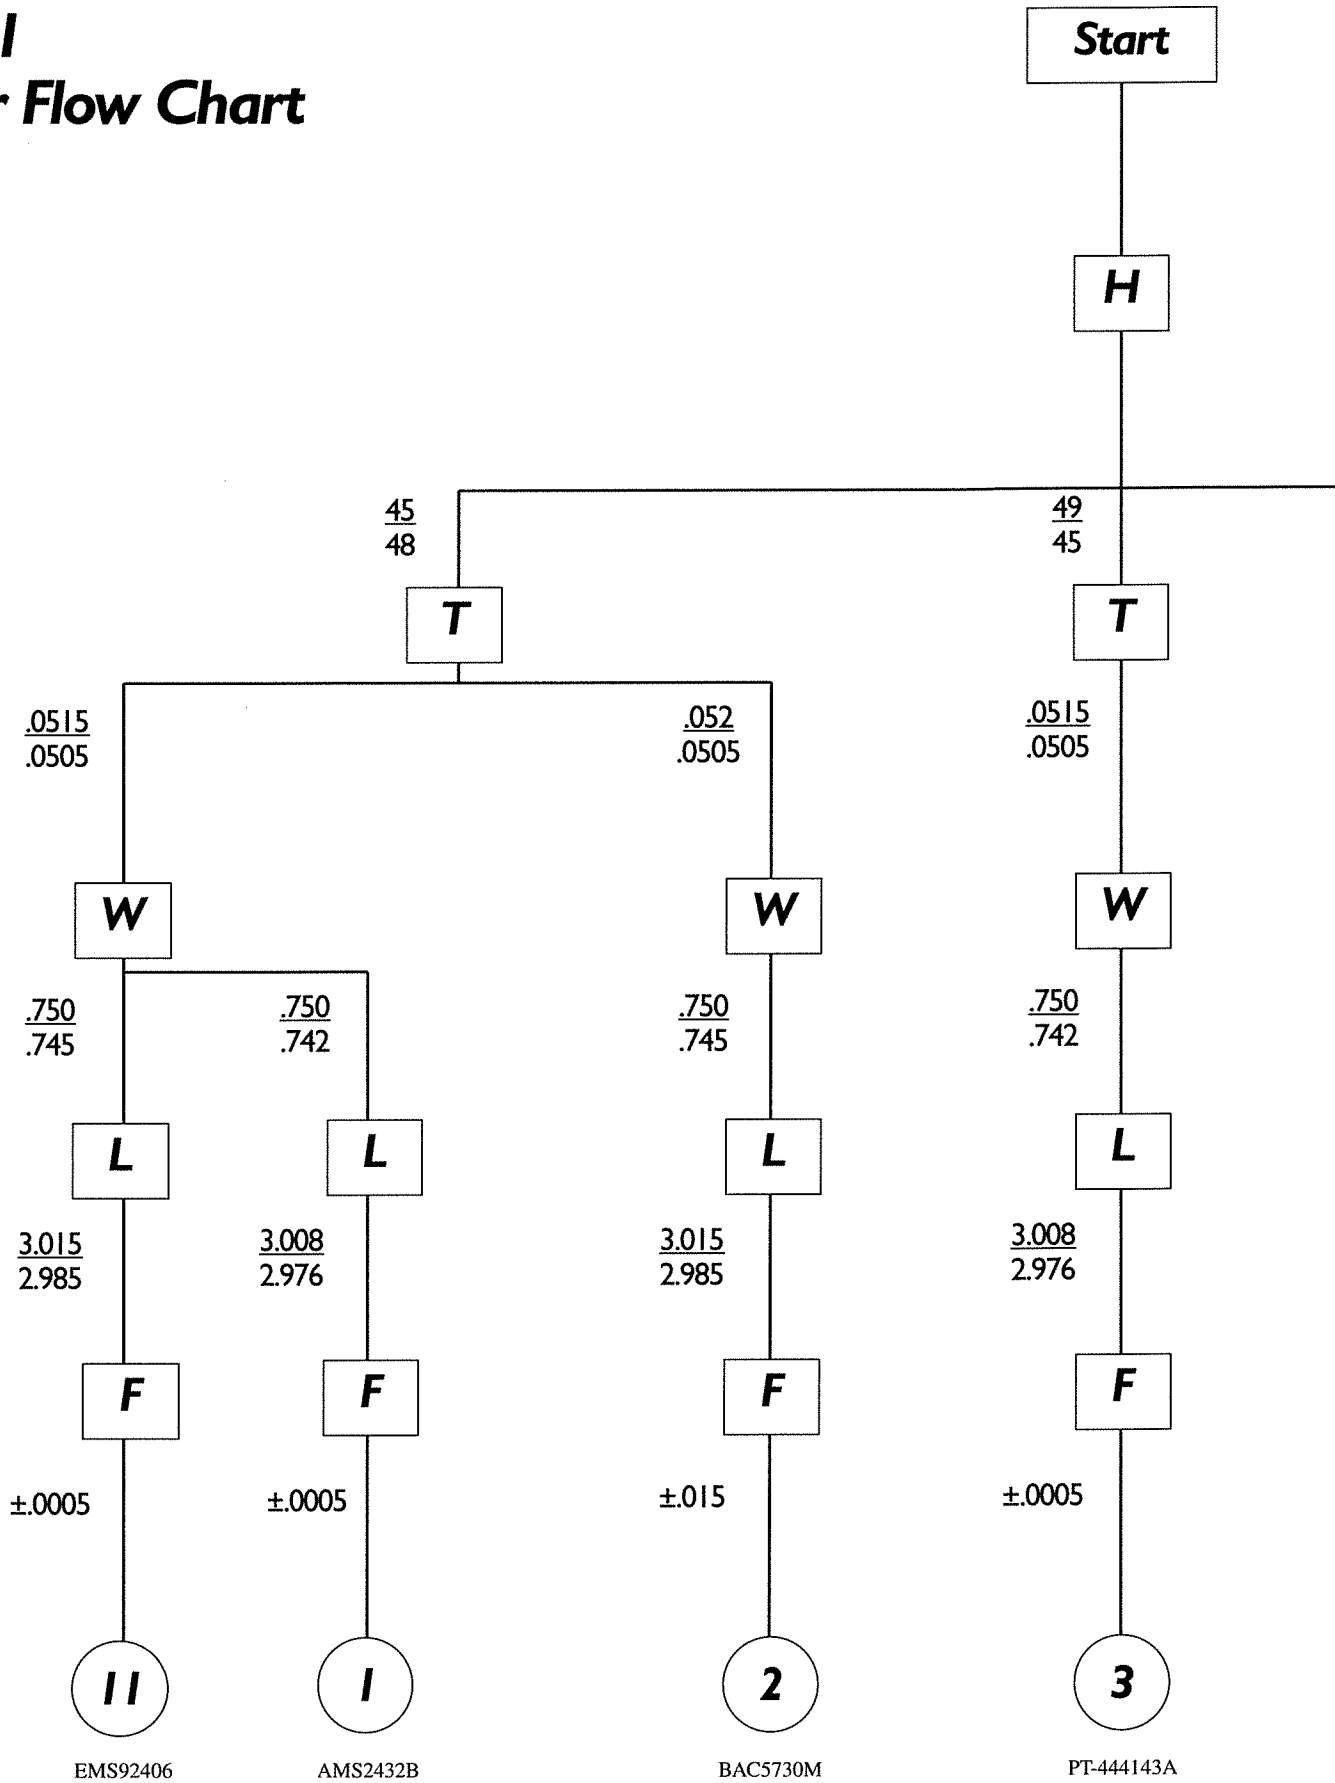 I
r Flow Chart
Start
H
45
48
49
45
T
T
.0515
.0505
.052
.0505
.0515
.0505
W
W
W
.750
.745
.750
.742
.750
.745
.750
.742
L
L
L
L
3.015
2.985
3.008
2.976
3.015
2.985
3.008
2.976
F
F
F
F
±.0005
±.0005
±.015
±.0005
11
1
2
3
EMS92406
AMS2432B
BAC5730M
PT-444143A